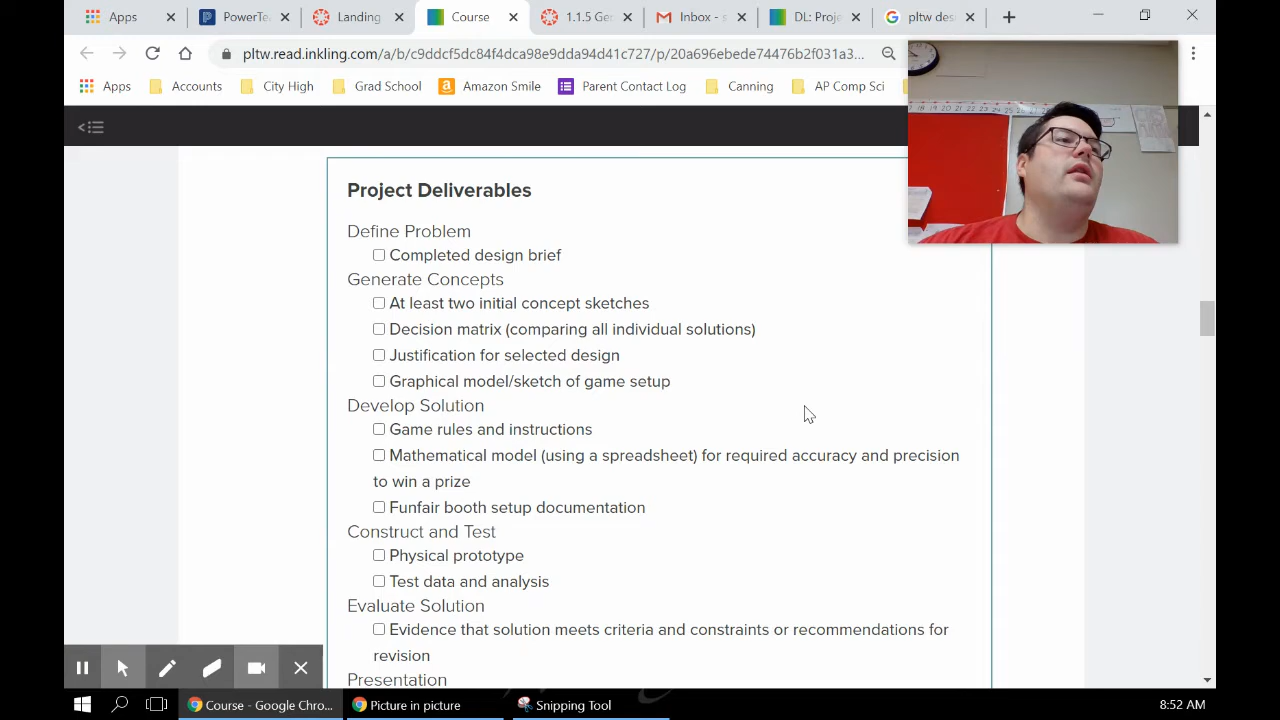 Apps
PowerTe
Landing
Course
1.1.5 Ge
Inbox - s
DL: Proje
pltw des
pltw.read.inkling.com/a/b/c9ddcf5dc84f4dca98e9dda94d41c727/p/20a696ebede74476b2f031a3...
Apps
Accounts
City High
Grad School
Amazon Smile
Parent Contact Log
Canning
AP Comp Sci
Project Deliverables
Define Problem
Completed design brief
Generate Concepts
At least two initial concept sketches
Decision matrix (comparing all individual solutions)
Justification for selected design
Graphical model/sketch of game setup
Develop Solution
Game rules and instructions
Mathematical model (using a spreadsheet) for required accuracy and precision
to win a prize
Funfair booth setup documentation
Construct and Test
Physical prototype
Test data and analysis
Evaluate Solution
Evidence that solution meets criteria and constraints or recommendations for
revision
Presentation
Course - Google Chro...
Picture in picture
Snipping Tool
8:52 AM